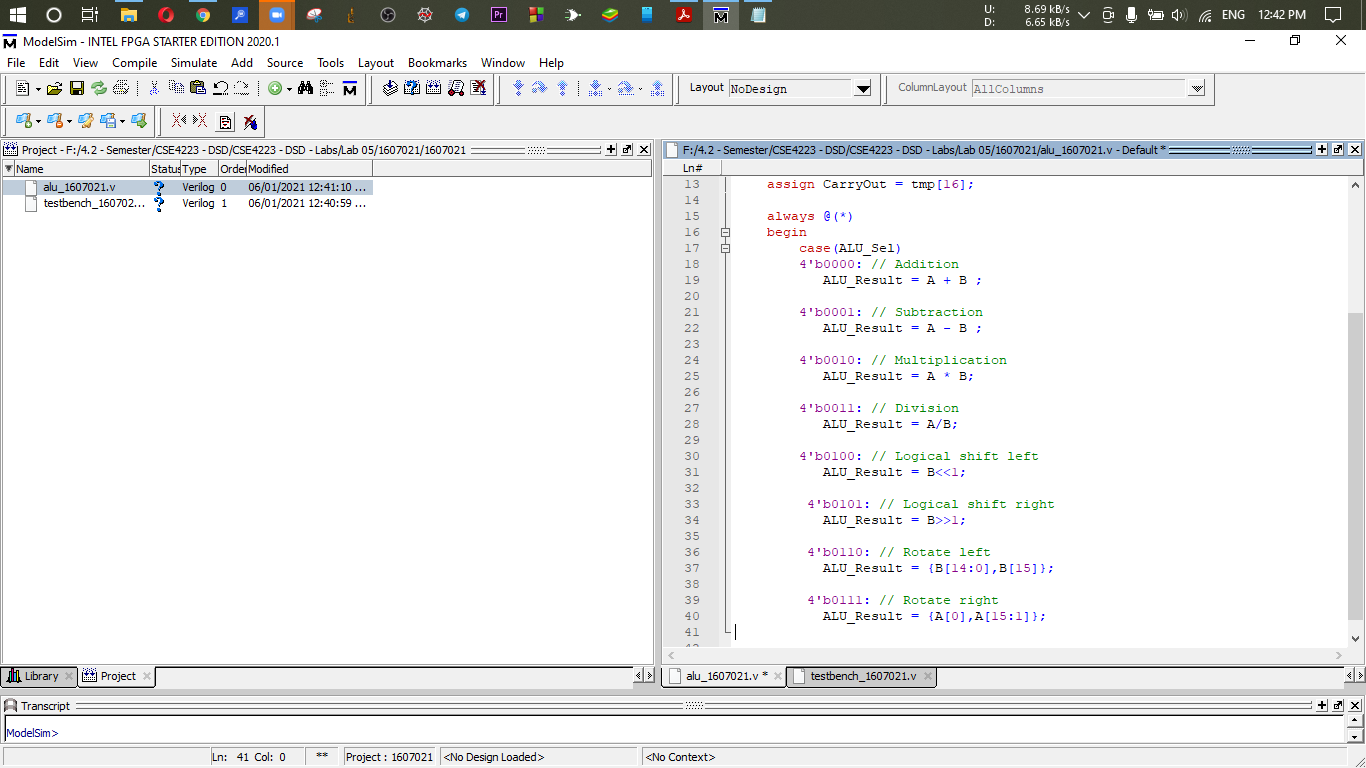 U: 8.69 kB/s
D: 6.65 kB/s
ENG 12:42 PM
ModelSim - INTEL FPGA STARTER EDITION 2020.1
File Edit View Compile Simulate Add Source Tools Layout Bookmarks Window Help
Layout NoDesign
ColumnLayout AllColumns
Project - F:/4.2 - Semester/CSE4223 - DSD/CSE4223 - DSD - Labs/Lab 05/1607021/1607021
Name Status Type Order Modified
alu_1607021.v ? Verilog 0 06/01/2021 12:41:10 ...
testbench_160702... ? Verilog 1 06/01/2021 12:40:59 ...
Library Project
F:/4.2 - Semester/CSE4223 - DSD/CSE4223 - DSD - Labs/Lab 05/1607021/alu_1607021.v - Default *
Ln#
13 assign CarryOut = tmp[16];
14
15 always @(*)
16 begin
17 case(ALU_Sel)
18 4'b0000: // Addition
19 ALU_Result = A + B ;
20
21 4'b0001: // Subtraction
22 ALU_Result = A - B ;
23
24 4'b0010: // Multiplication
25 ALU_Result = A * B;
26
27 4'b0011: // Division
28 ALU_Result = A/B;
29
30 4'b0100: // Logical shift left
31 ALU_Result = B<<1;
32
33 4'b0101: // Logical shift right
34 ALU_Result = B>>1;
35
36 4'b0110: // Rotate left
37 ALU_Result = {B[14:0],B[15]};
38
39 4'b0111: // Rotate right
40 ALU_Result = {A[0],A[15:1]};
41
alu_1607021.v * testbench_1607021.v
Transcript
ModelSim>
Ln: 41 Col: 0 ** Project : 1607021 <No Design Loaded> <No Context>